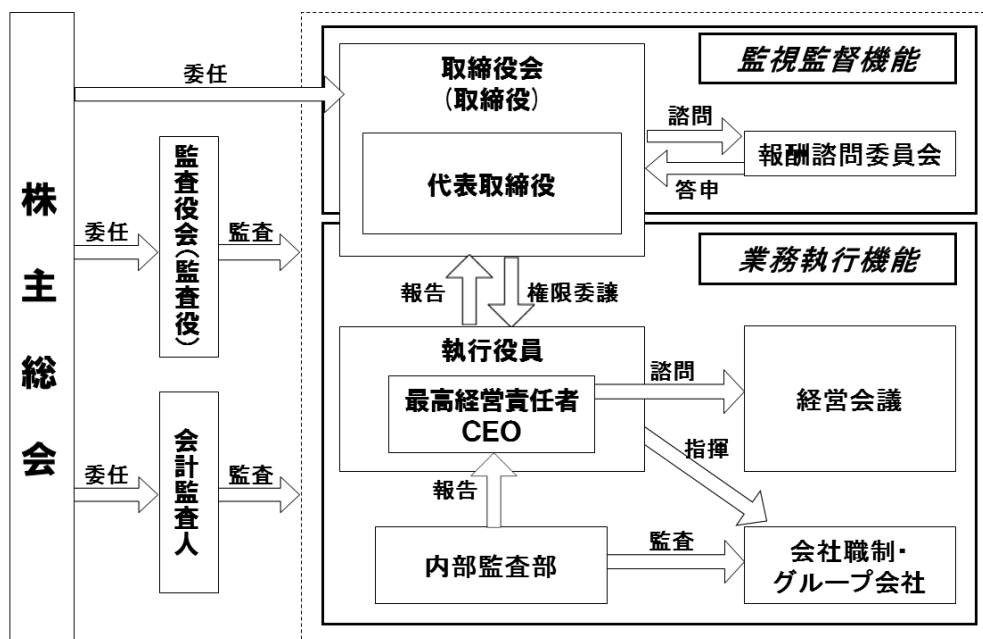 株主総会
委任
監査役会(監査役)
委任
監査
会計監査人
委任
監査
取締役会
(取締役)
代表取締役
監視監督機能
諮問
報酬諮問委員会
答申
業務執行機能
報告
権限委譲
執行役員
最高経営責任者
CEO
諮問
経営会議
指揮
報告
内部監査部
監査
会社職制・
グループ会社